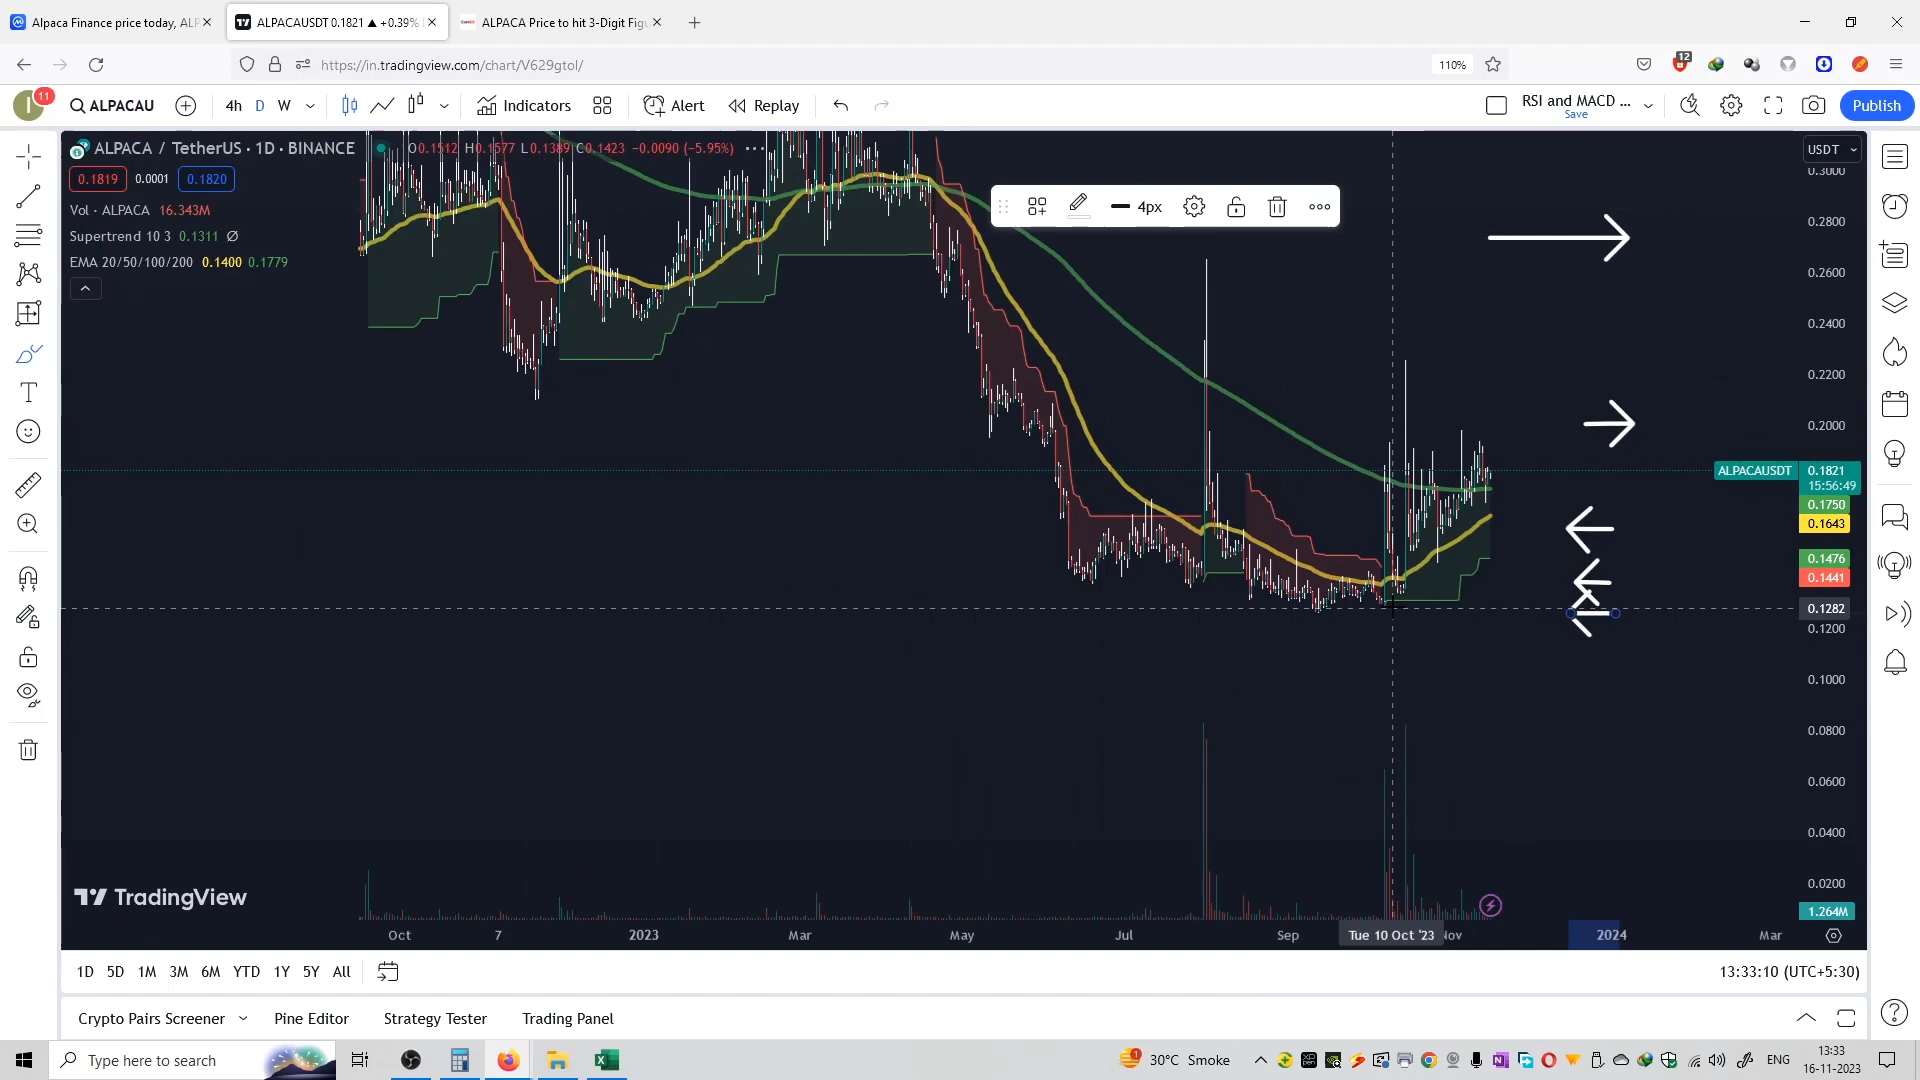 Alpaca Finance price today, ALP
ALPACAUSDT 0.1821 ▲ +0.39%
ALPACA Price to hit 3-Digit Figu
https://in.tradingview.com/chart/V629gtol/
110%
12
11
ALPACAU
4h D W
Indicators
Alert
Replay
RSI and MACD ...
Save
Publish
ALPACA / TetherUS · 1D · BINANCE
O0.1512 H0.1577 L0.1389 C0.1423 −0.0090 (−5.95%)
0.1819 0.0001 0.1820
Vol · ALPACA 16.343M
Supertrend 10 3 0.1311 Ø
EMA 20/50/100/200 0.1400 0.1779
4px
USDT
0.3000
0.2800
0.2600
0.2400
0.2200
0.2000
ALPACAUSDT 0.1821
15:56:49
0.1750
0.1643
0.1476
0.1441
0.1282
0.1200
0.1000
0.0800
0.0600
0.0400
0.0200
1.264M
TradingView
Oct 7 2023 Mar May Jul Sep Tue 10 Oct '23 Nov 2024 Mar
1D 5D 1M 3M 6M YTD 1Y 5Y All
13:33:10 (UTC+5:30)
Crypto Pairs Screener Pine Editor Strategy Tester Trading Panel
Type here to search
30°C Smoke
ENG
13:33
16-11-2023